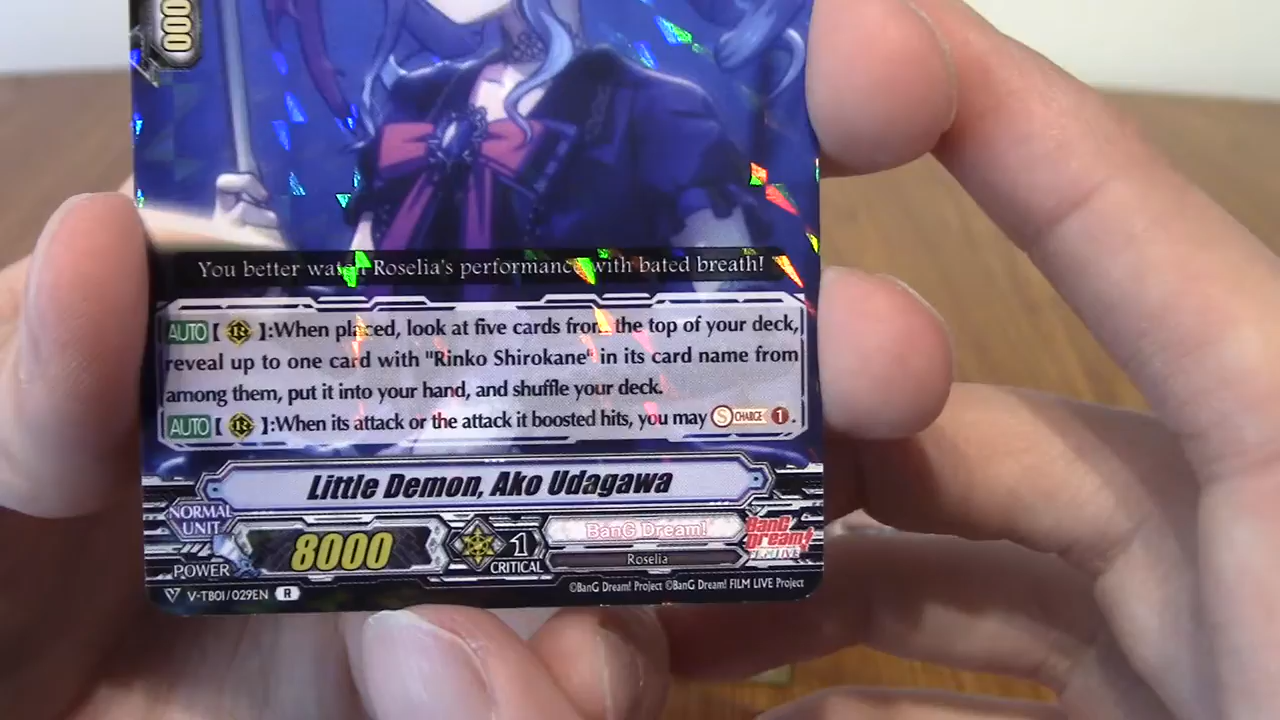 000
You better watch Roselia's performance with bated breath!
AUTO【 R 】:When placed, look at five cards from the top of your deck,
reveal up to one card with "Rinko Shirokane" in its card name from
among them, put it into your hand, and shuffle your deck.
AUTO【 R 】:When its attack or the attack it boosted hits, you may S CHARGE 1 .
Little Demon, Ako Udagawa
NORMAL
UNIT
POWER 8000
1
CRITICAL
BanG Dream!
Roselia
BanG
Dream!
FILM LIVE
V-TB01/029EN R
©BanG Dream! Project ©BanG Dream! FILM LIVE Project